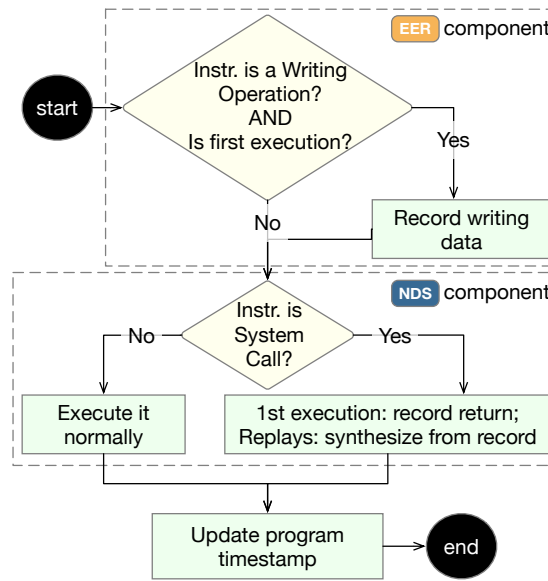 EER component
Instr. is a Writing
Operation?
AND
Is first execution?
start
Yes
No
Record writing
data
NDS component
Instr. is
System
Call?
No
Yes
Execute it
normally
1st execution: record return;
Replays: synthesize from record
Update program
timestamp
end